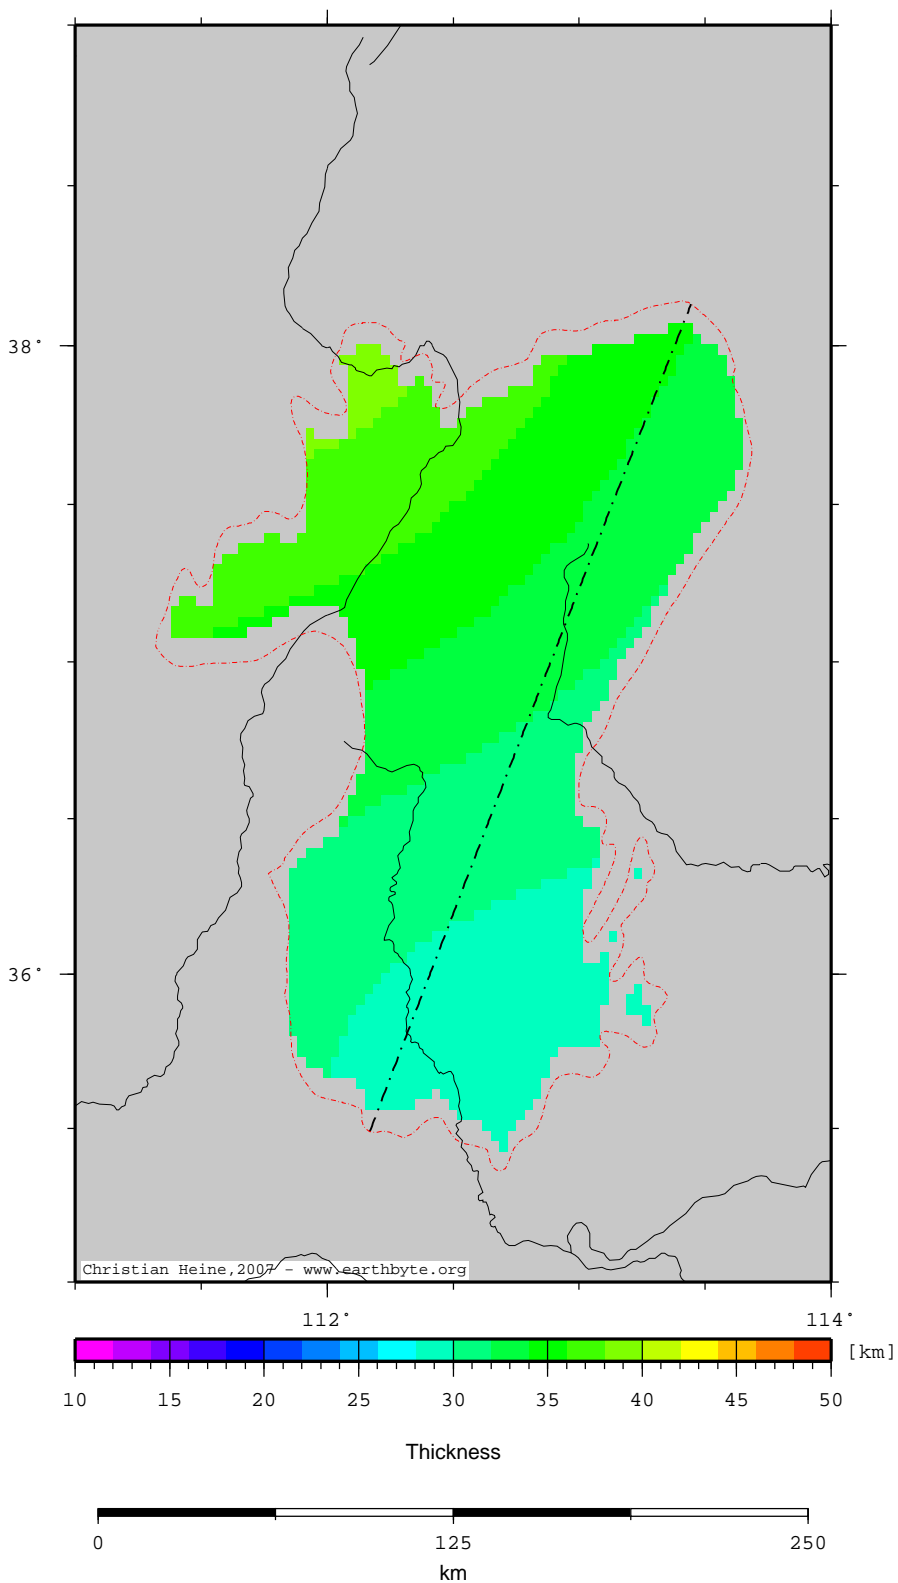 38°
36°
Christian Heine, 2007 - www.earthbyte.org
112° 114°
[km]
10 15 20 25 30 35 40 45 50
Thickness
0 125 250
km